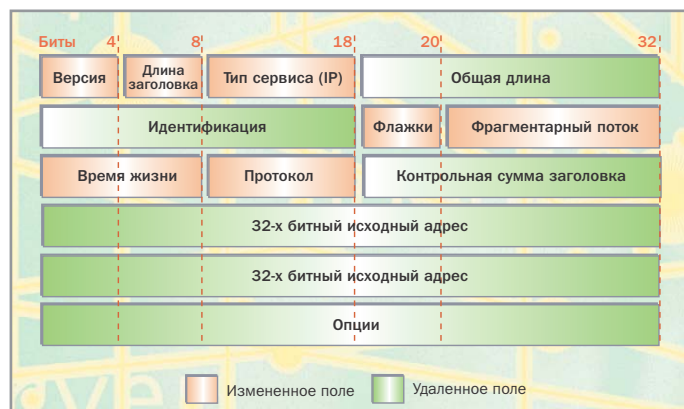 Биты 4 8 18 20 32
Версия Длина заголовка Тип сервиса (IP) Общая длина
Идентификация Флажки Фрагментарный поток
Время жизни Протокол Контрольная сумма заголовка
32-х битный исходный адрес
32-х битный исходный адрес
Опции
Измененное поле Удаленное поле